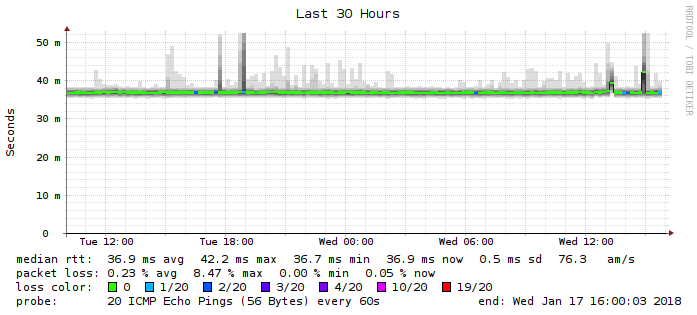 Last 30 Hours
RRDTOOL / TOBI OETIKER
Seconds
50 m
40 m
30 m
20 m
10 m
0
Tue 12:00 Tue 18:00 Wed 00:00 Wed 06:00 Wed 12:00
median rtt: 36.9 ms avg 42.2 ms max 36.7 ms min 36.9 ms now 0.5 ms sd 76.3 am/s
packet loss: 0.23 % avg 8.47 % max 0.00 % min 0.05 % now
loss color: 0 1/20 2/20 3/20 4/20 10/20 19/20
probe: 20 ICMP Echo Pings (56 Bytes) every 60s end: Wed Jan 17 16:00:03 2018